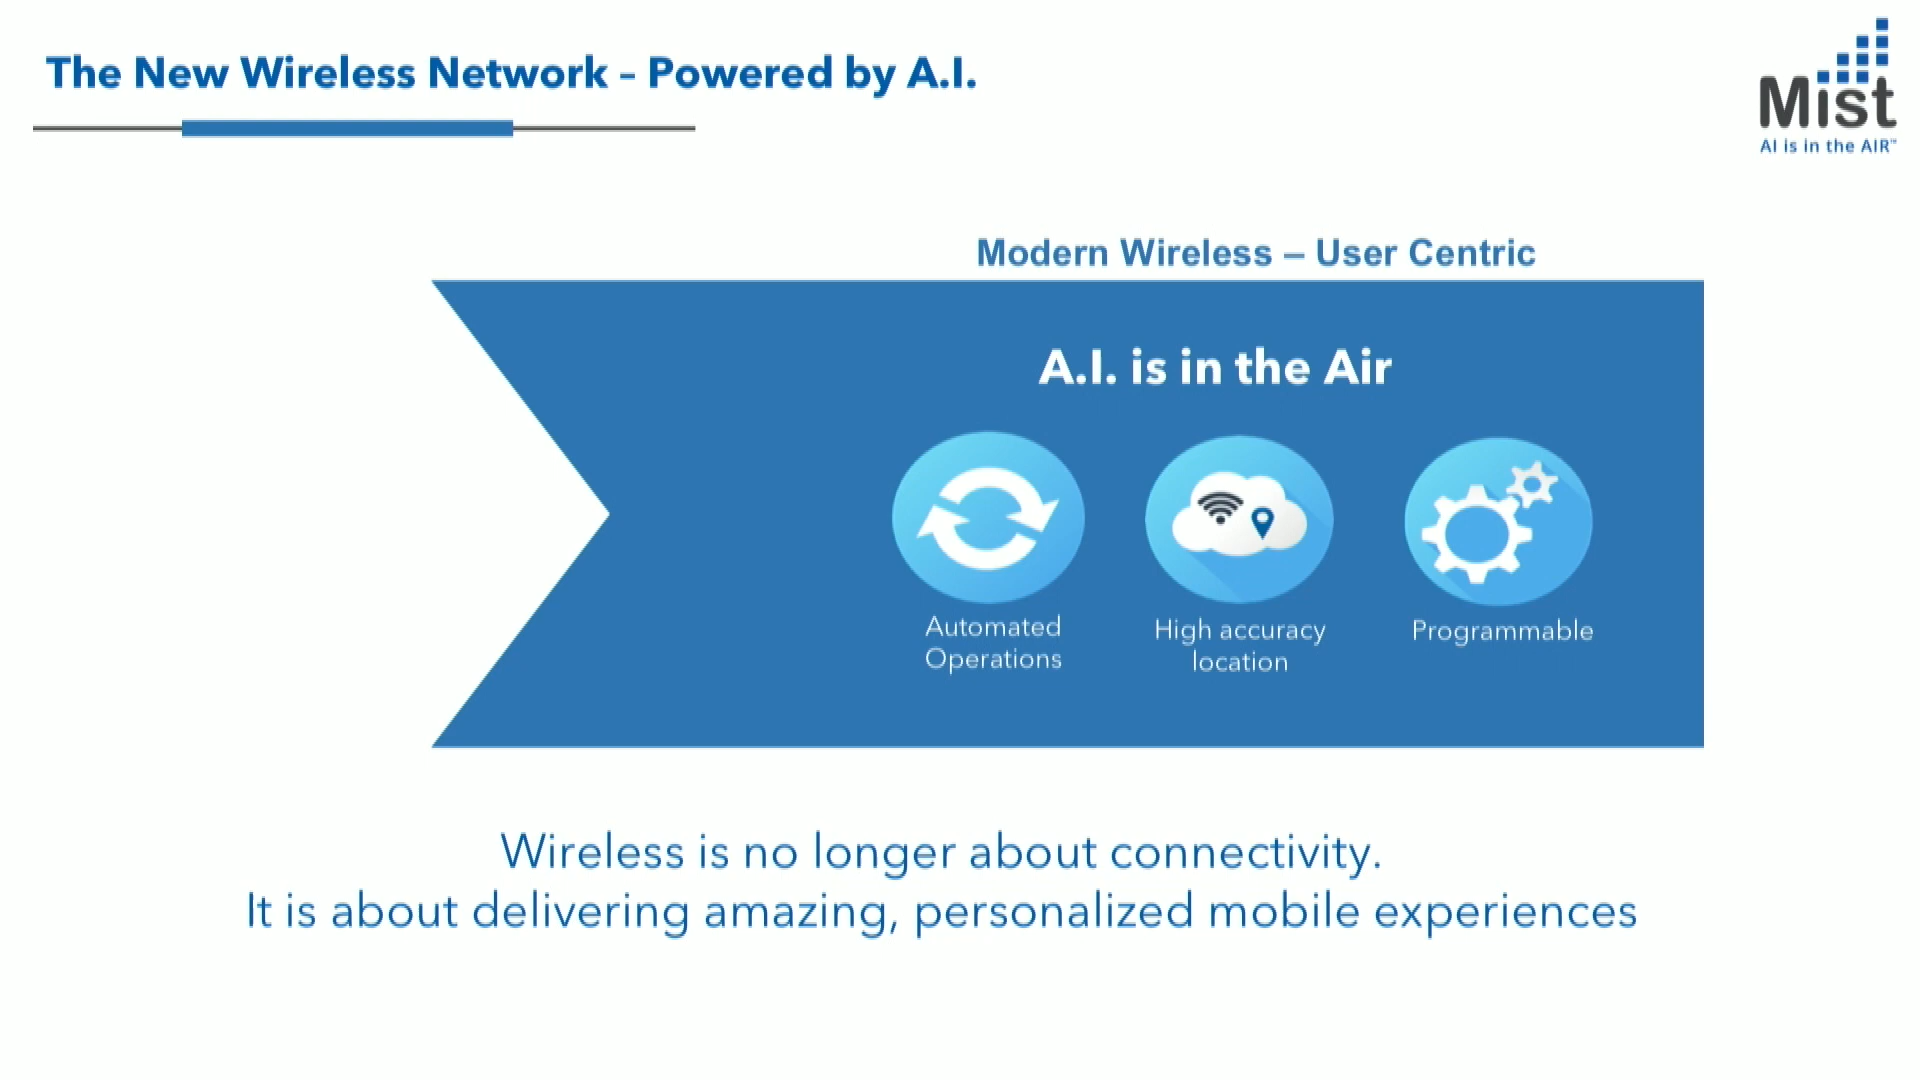 The New Wireless Network – Powered by A.I.
Mist
AI is in the AIR™
Modern Wireless – User Centric
A.I. is in the Air
Automated
Operations
High accuracy
location
Programmable
Wireless is no longer about connectivity.
It is about delivering amazing, personalized mobile experiences